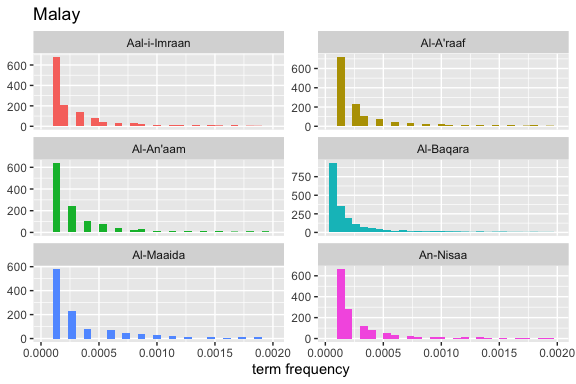 Malay
Aal-i-Imraan Al-A'raaf
600 400 200 0
600 400 200 0
Al-An'aam Al-Baqara
600 400 200 0
750 500 250 0
Al-Maaida An-Nisaa
600 400 200 0
600 400 200 0
0.0000 0.0005 0.0010 0.0015 0.0020 0.0000 0.0005 0.0010 0.0015 0.0020
term frequency